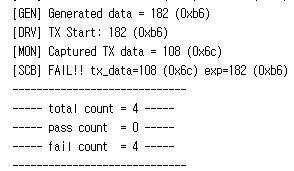 [GEN] Generated data = 182 (0xb6)
[DRV] TX Start: 182 (0xb6)
[MON] Captured TX data = 108 (0x6c)
[SCB] FAIL!! tx_data=108 (0x6c) exp=182 (0xb6)
-----------------------------
----- total count = 4 -----
----- pass count  = 0 -----
----- fail count  = 4 -----
-----------------------------